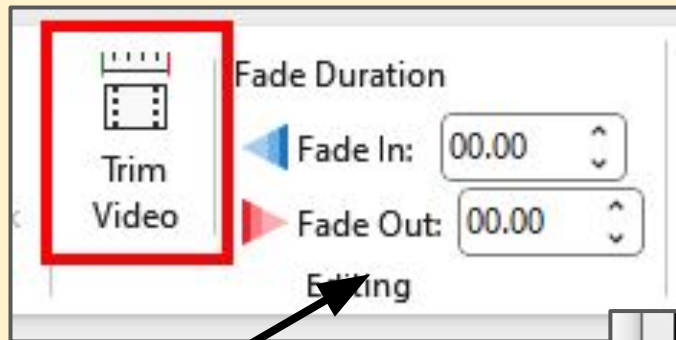 Trim
Video
Fade Duration
Fade In: 00.00
Fade Out: 00.00
Editing